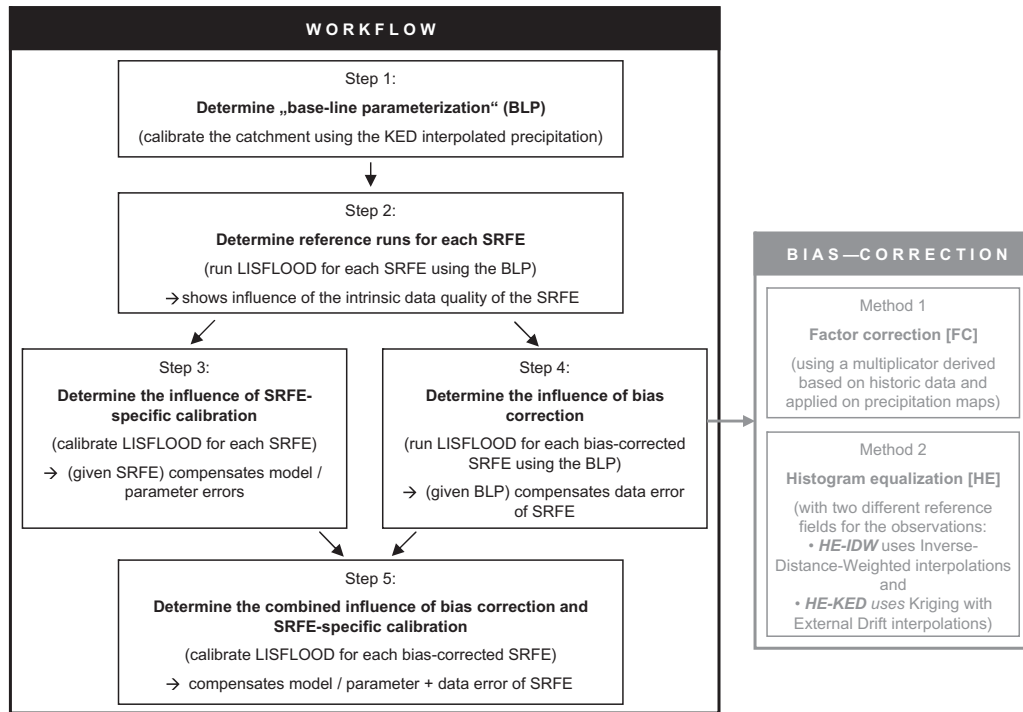 WORKFLOW
Step 1:
Determine „base-line parameterization“ (BLP)
(calibrate the catchment using the KED interpolated precipitation)
Step 2:
Determine reference runs for each SRFE
(run LISFLOOD for each SRFE using the BLP)
→ shows influence of the intrinsic data quality of the SRFE
Step 3:
Determine the influence of SRFE-
specific calibration
(calibrate LISFLOOD for each SRFE)
→ (given SRFE) compensates model /
parameter errors
Step 4:
Determine the influence of bias
correction
(run LISFLOOD for each bias-corrected
SRFE using the BLP)
→ (given BLP) compensates data error
of SRFE
Step 5:
Determine the combined influence of bias correction and
SRFE-specific calibration
(calibrate LISFLOOD for each bias-corrected SRFE)
→ compensates model / parameter + data error of SRFE
BIAS—CORRECTION
Method 1
Factor correction [FC]
(using a multiplicator derived
based on historic data and
applied on precipitation maps)
Method 2
Histogram equalization [HE]
(with two different reference
fields for the observations:
• HE-IDW uses Inverse-
Distance-Weighted interpolations
and
• HE-KED uses Kriging with
External Drift interpolations)